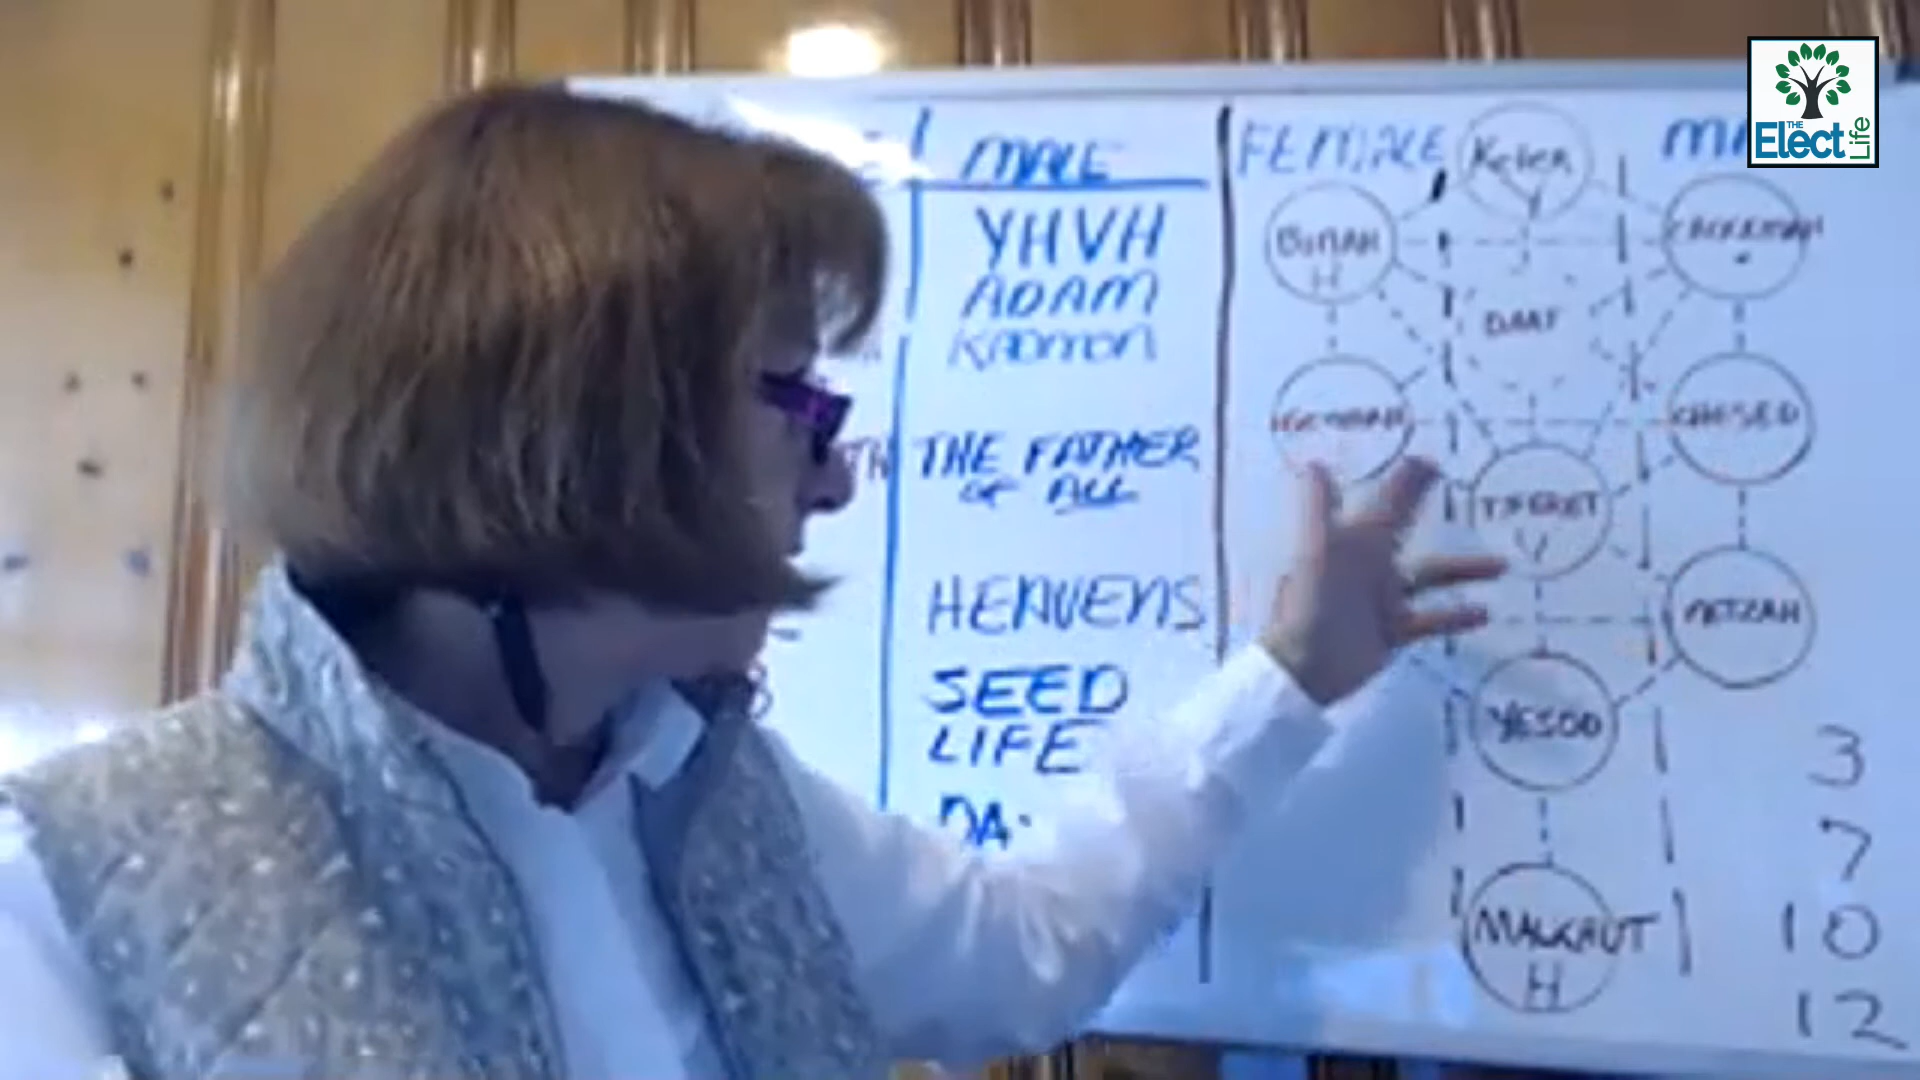 THE
Elect
Life
MALE
YHVH
ADAM
KADMON
THE FATHER
OF ALL
HEAVENS
SEED
LIFE
DA
FEMALE
MA
Keter
Y
BINAH
H
DAAT
CHESED
TIFERET
V
NETZAH
YESOD
MALKHUT
H
3
7
10
12